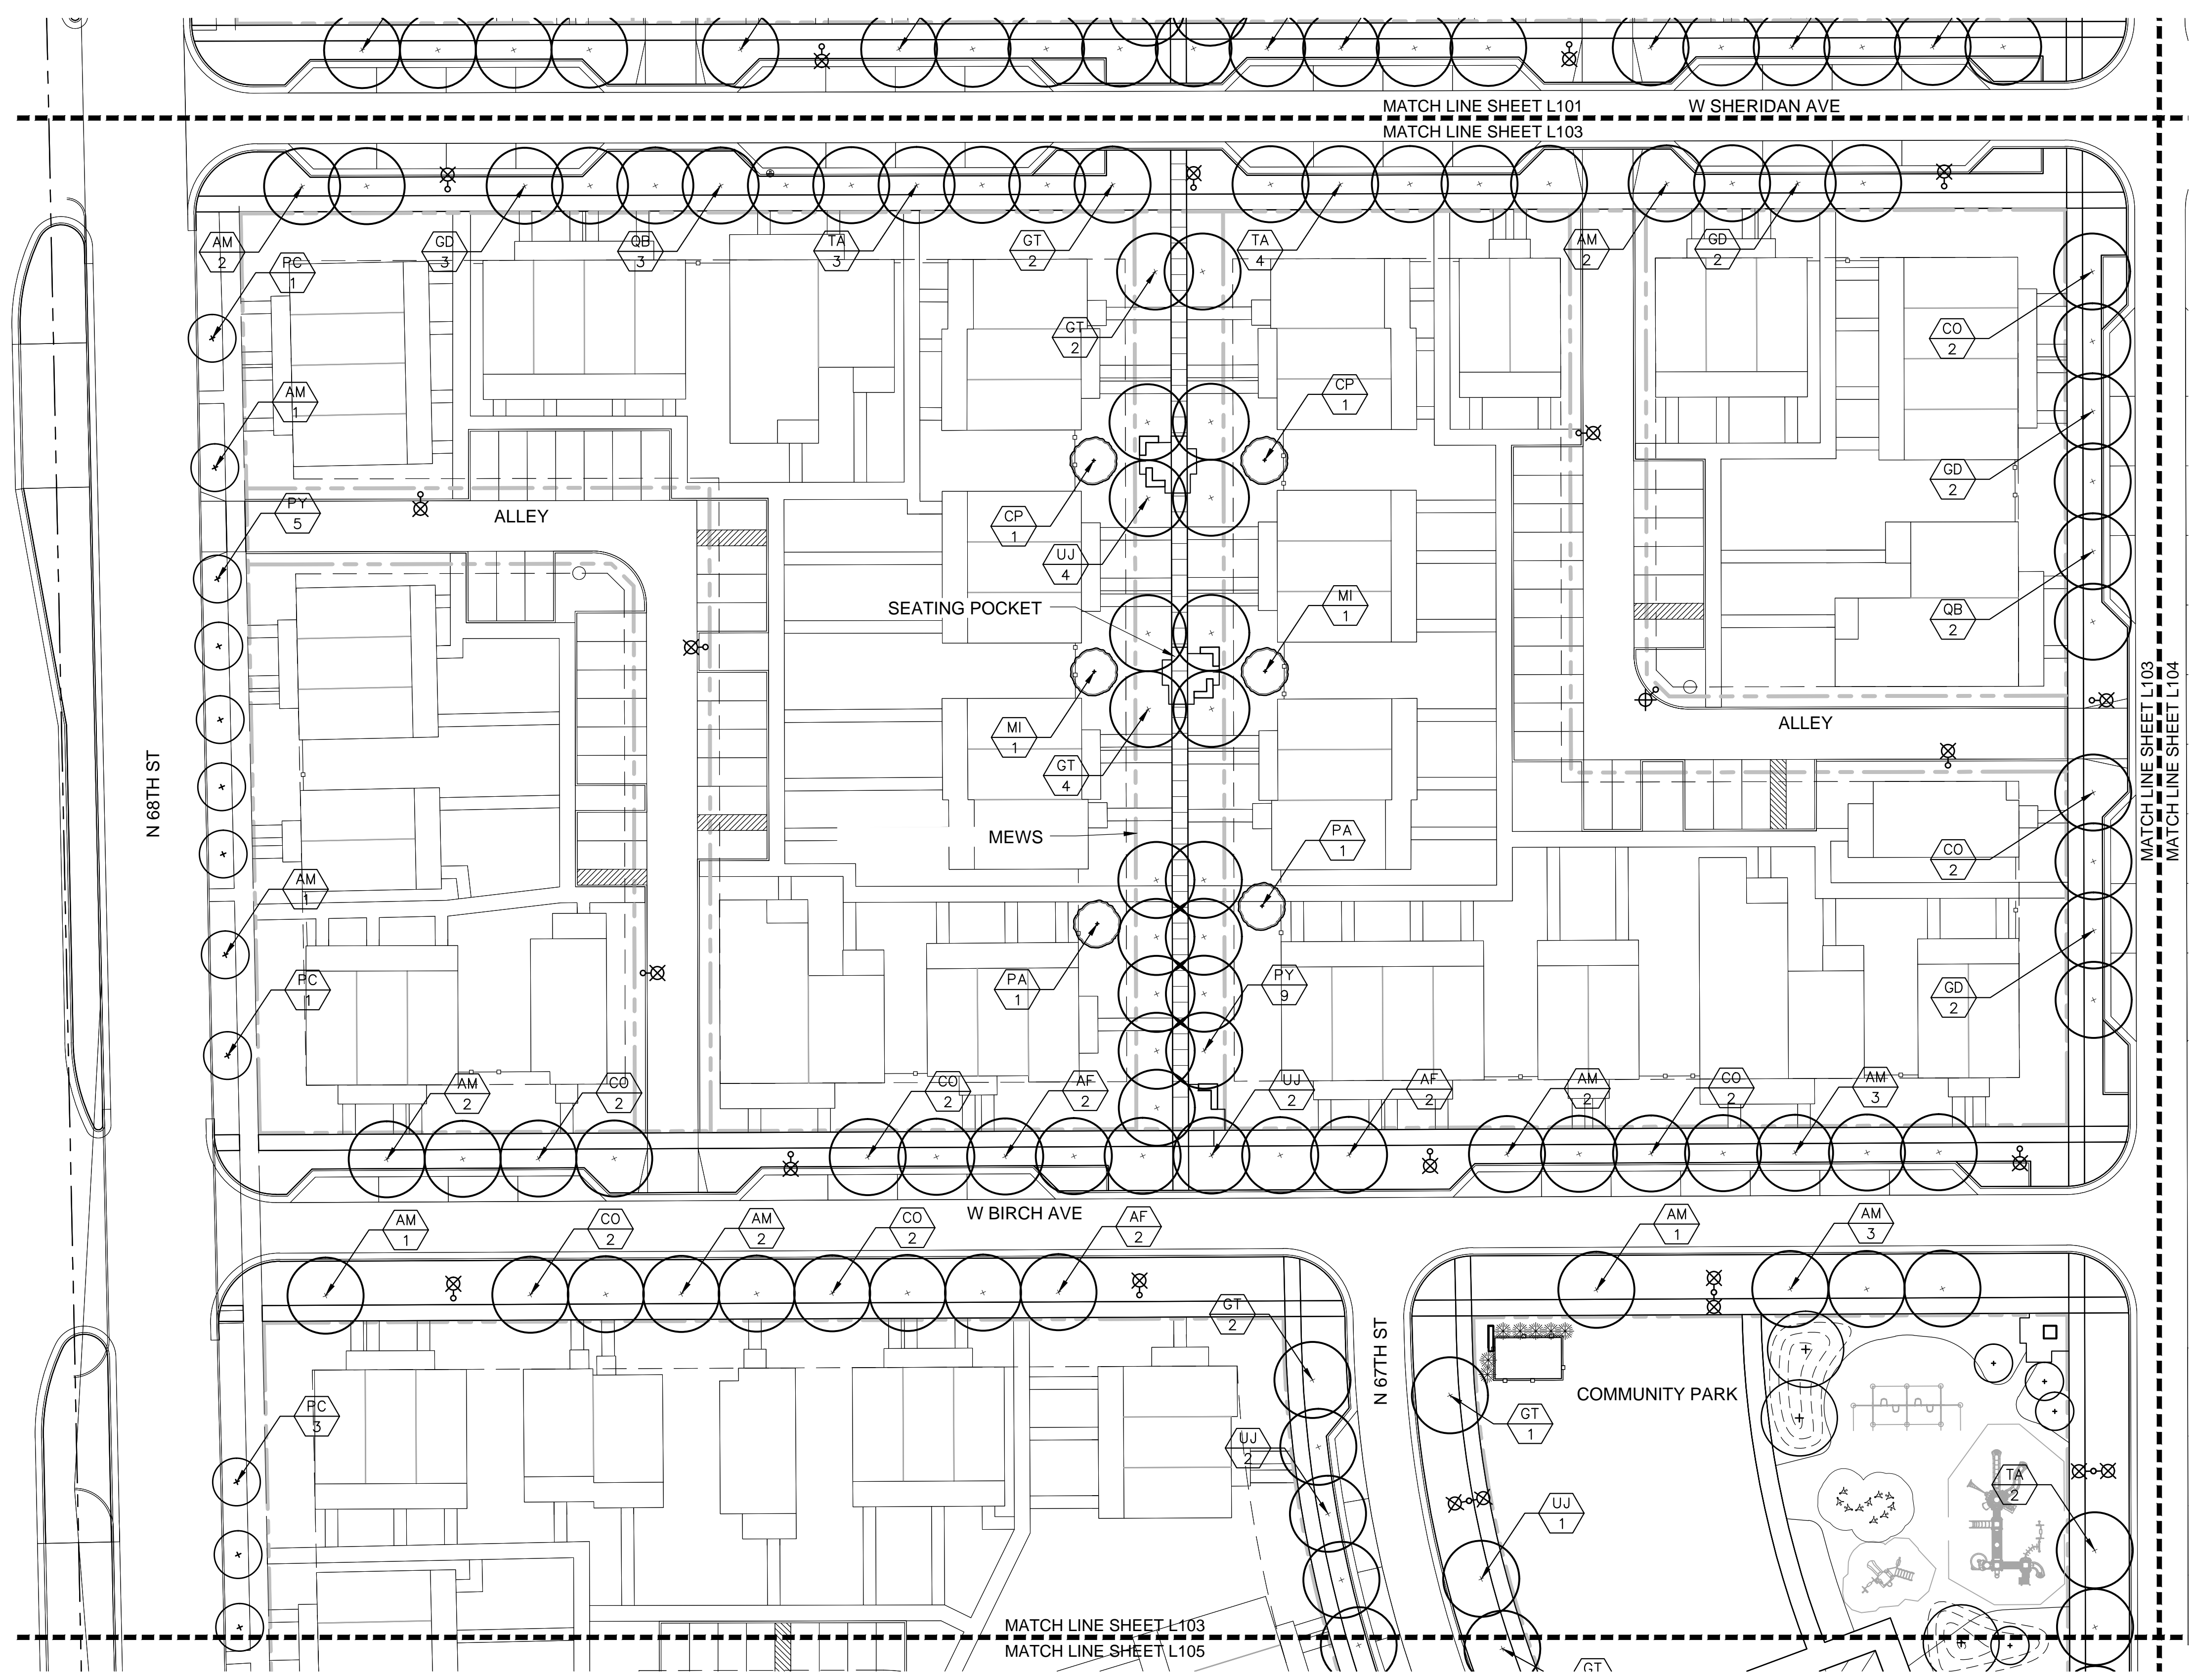 MATCH LINE SHEET L101
W SHERIDAN AVE
MATCH LINE SHEET L103
AM
2
GD
3
QB
3
TA
3
GT
2
TA
4
AM
2
GD
2
PC
1
GT
2
CO
2
AM
1
CP
1
GD
2
PY
5
ALLEY
CP
1
UJ
4
SEATING POCKET
MI
1
QB
2
MATCH LINE SHEET L103
MATCH LINE SHEET L104
MI
1
ALLEY
GT
4
N 68TH ST
MEWS
PA
1
CO
2
AM
1
PC
1
PA
1
PY
9
GD
2
AM
2
CO
2
CO
2
AF
2
UJ
2
AF
2
AM
2
CO
2
AM
3
W BIRCH AVE
AM
1
CO
2
AM
2
CO
2
AF
2
AM
1
AM
3
GT
2
N 67TH ST
COMMUNITY PARK
PC
3
GT
1
UJ
2
TA
2
UJ
1
MATCH LINE SHEET L103
MATCH LINE SHEET L105
GT